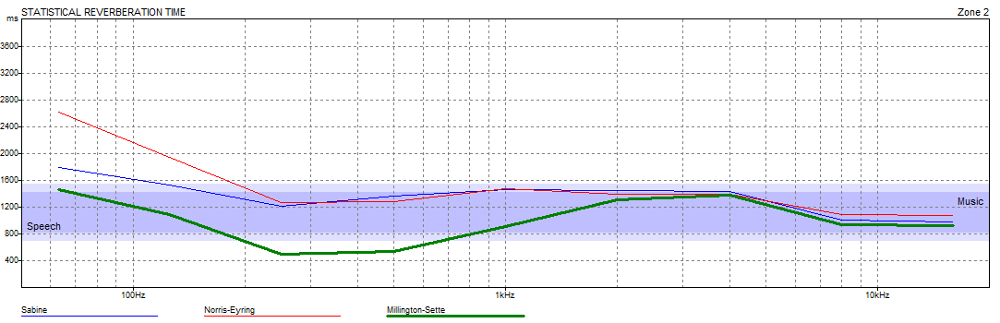 STATISTICAL REVERBERATION TIME Zone 2
ms
3600
3200
2800
2400
2000
1600
1200
800
400
Music
Speech
100Hz 1kHz 10kHz
Sabine Norris-Eyring Millington-Sette